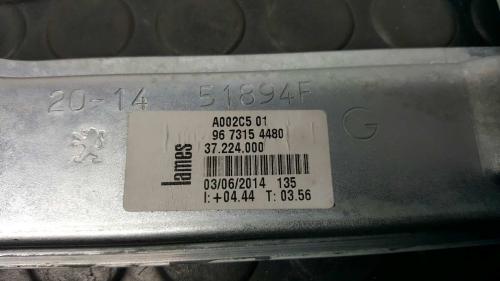 20-14 51894F
G
lames
A002C5 01
96 7315 4480
37.224.000
03/06/2014 135
I: +04.44 T: 03.56